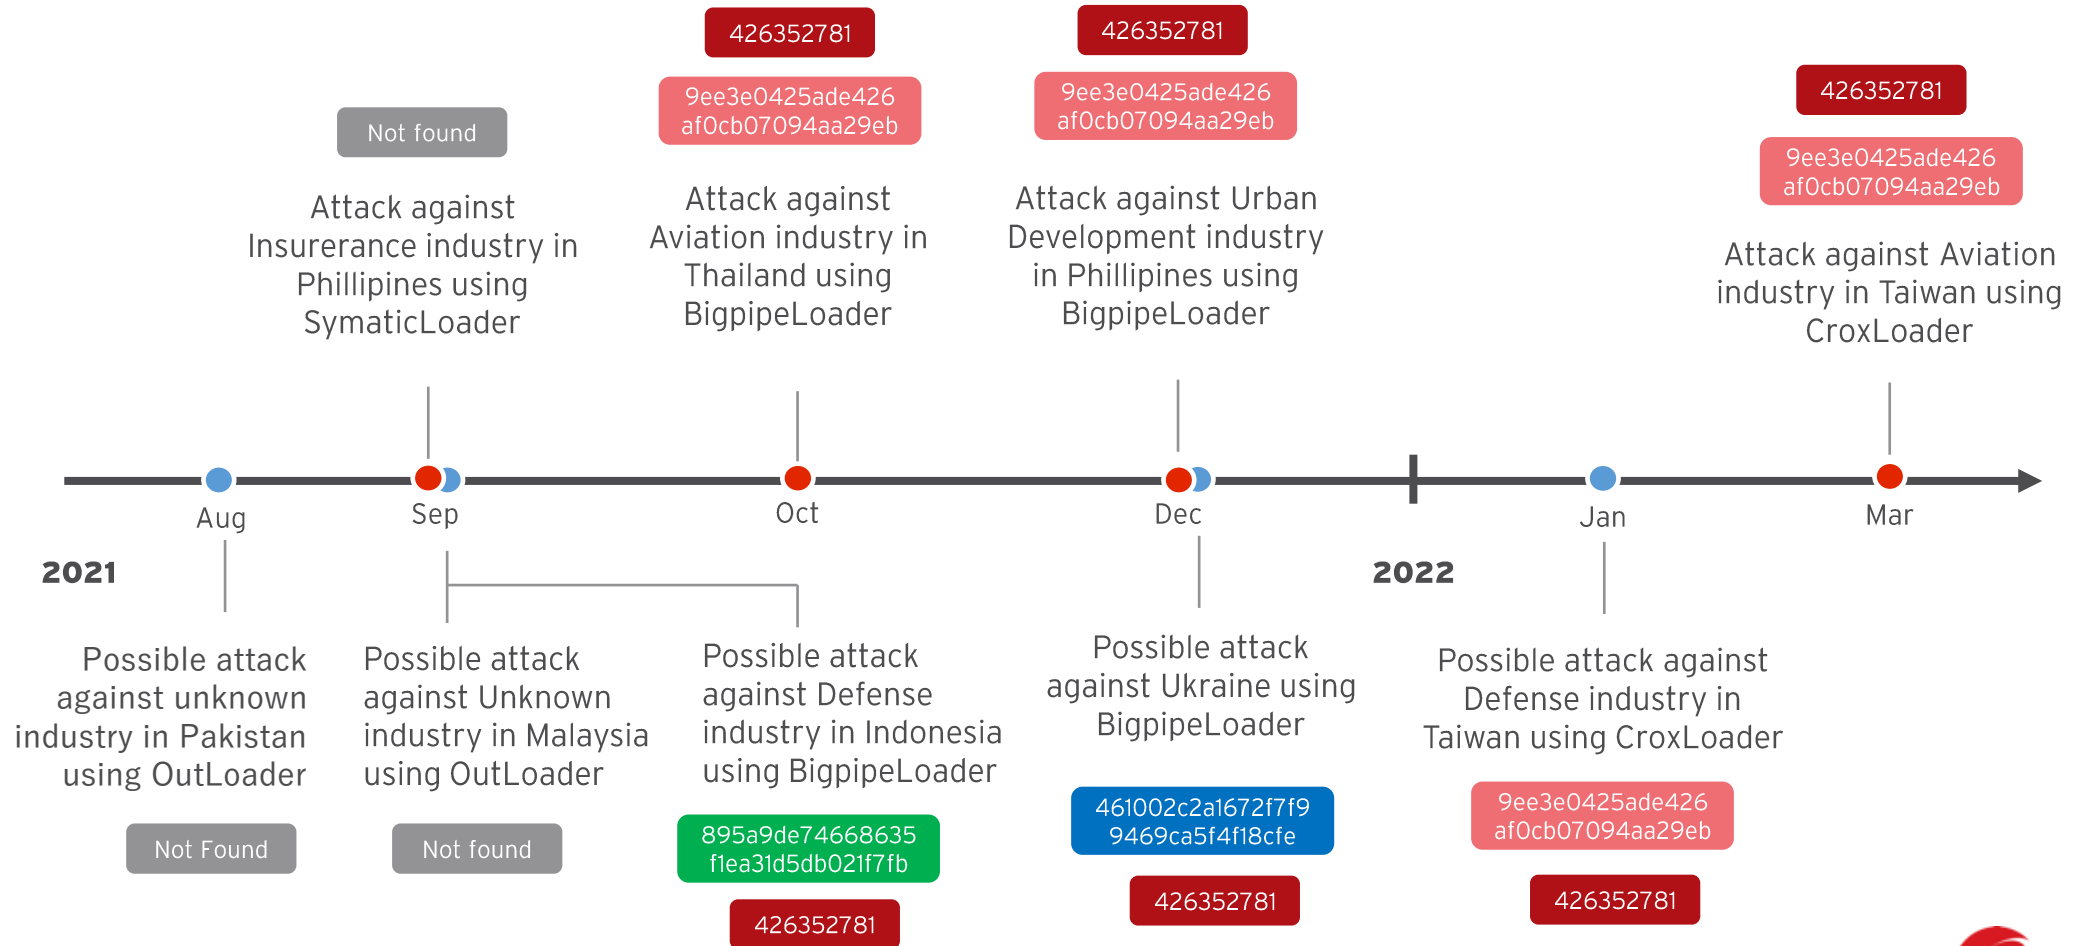 Not found
Attack against
Insurerance industry in
Phillipines using
SymaticLoader
426352781
9ee3e0425ade426
af0cb07094aa29eb
Attack against
Aviation industry in
Thailand using
BigpipeLoader
426352781
9ee3e0425ade426
af0cb07094aa29eb
Attack against Urban
Development industry
in Phillipines using
BigpipeLoader
426352781
9ee3e0425ade426
af0cb07094aa29eb
Attack against Aviation
industry in Taiwan using
CroxLoader
Aug
Sep
Oct
Dec
Jan
Mar
2021
2022
Possible attack
against unknown
industry in Pakistan
using OutLoader
Not Found
Possible attack
against Unknown
industry in Malaysia
using OutLoader
Not found
Possible attack
against Defense
industry in Indonesia
using BigpipeLoader
895a9de74668635
f1ea31d5db021f7fb
426352781
Possible attack
against Ukraine using
BigpipeLoader
461002c2a1672f7f9
9469ca5f4f18cfe
426352781
Possible attack against
Defense industry in
Taiwan using CroxLoader
9ee3e0425ade426
af0cb07094aa29eb
426352781